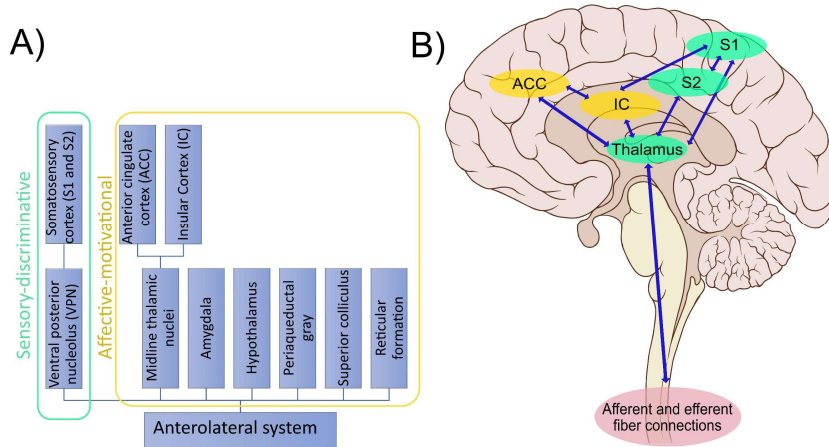 A)
Sensory-discriminative
Somatosensory
cortex (S1 and S2)
Ventral posterior
nucleolus (VPN)
Affective-motivational
Anterior cingulate
cortex (ACC)
Insular Cortex (IC)
Midline thalamic
nuclei
Amygdala
Hypothalamus
Periaqueductal
gray
Superior colliculus
Reticular
formation
Anterolateral system
B)
S1
S2
ACC
IC
Thalamus
Afferent and efferent
fiber connections